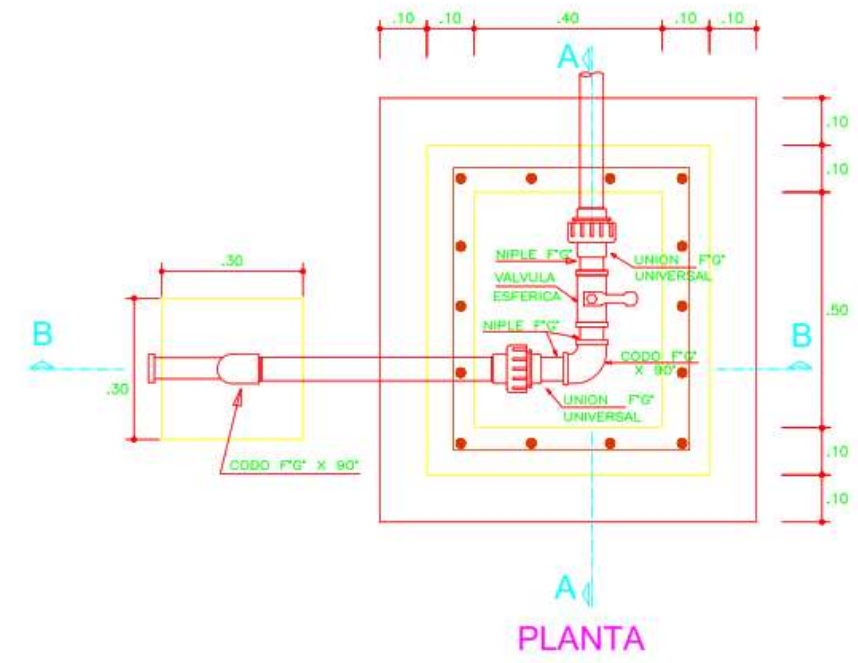 .10 .10 .40 .10 .10
A
.10
.10
NIPLE F°G°
UNION F°G°
UNIVERSAL
VALVULA
ESFERICA
.30
.50
B
B
NIPLE F°G°
CODO F°G°
X 90°
.30
UNION F°G°
UNIVERSAL
CODO F°G° X 90°
.10
.10
A
PLANTA